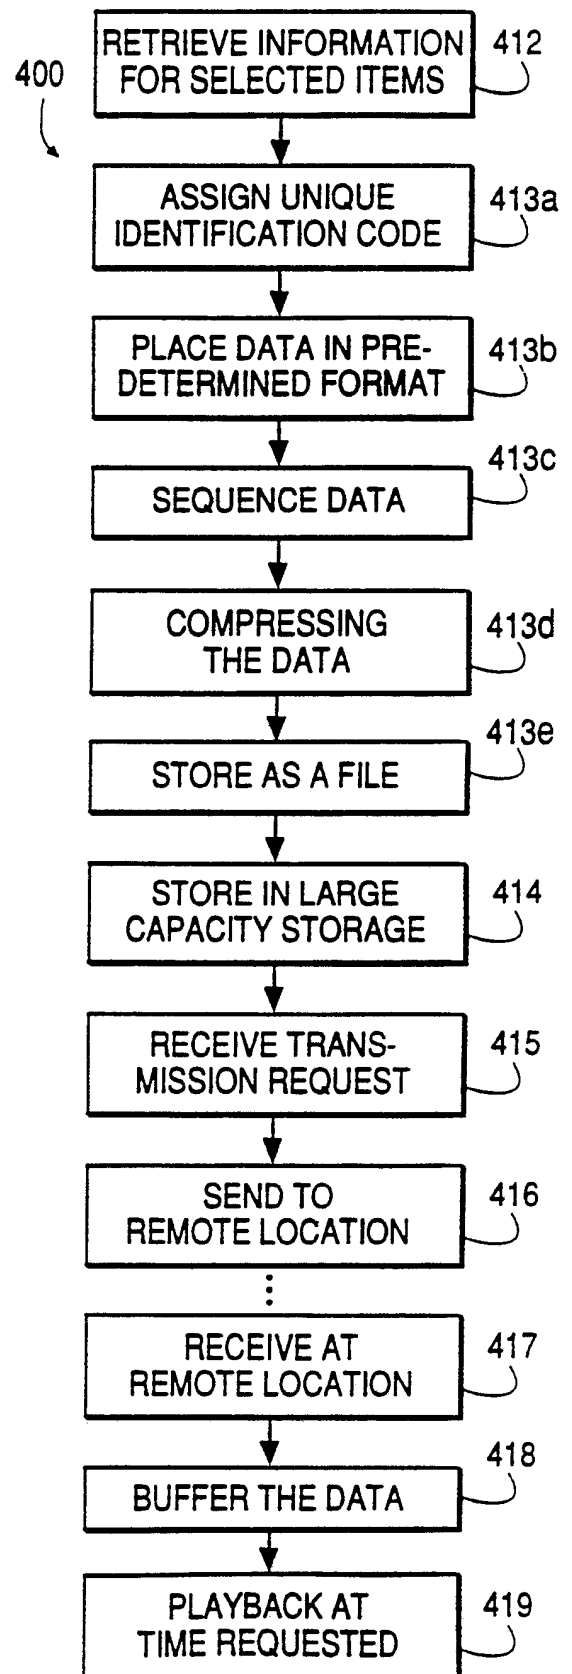 400
RETRIEVE INFORMATION
FOR SELECTED ITEMS
412
ASSIGN UNIQUE
IDENTIFICATION CODE
413a
PLACE DATA IN PRE-
DETERMINED FORMAT
413b
SEQUENCE DATA
413c
COMPRESSING
THE DATA
413d
STORE AS A FILE
413e
STORE IN LARGE
CAPACITY STORAGE
414
RECEIVE TRANS-
MISSION REQUEST
415
SEND TO
REMOTE LOCATION
416
RECEIVE AT
REMOTE LOCATION
417
BUFFER THE DATA
418
PLAYBACK AT
TIME REQUESTED
419